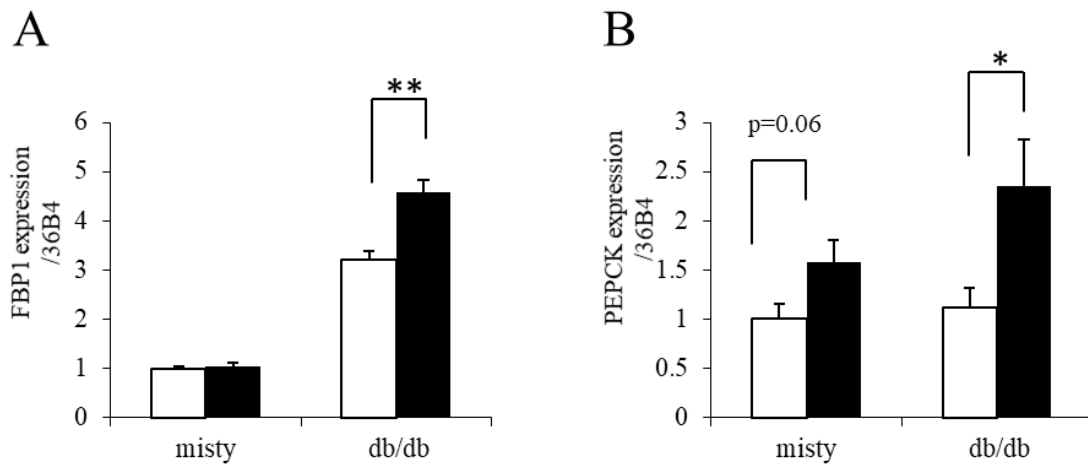 A
FBP1 expression
/36B4
6
5
4
3
2
1
0
**
misty
db/db
B
PEPCK expression
/36B4
3
2.5
2
1.5
1
0.5
0
p=0.06
*
misty
db/db